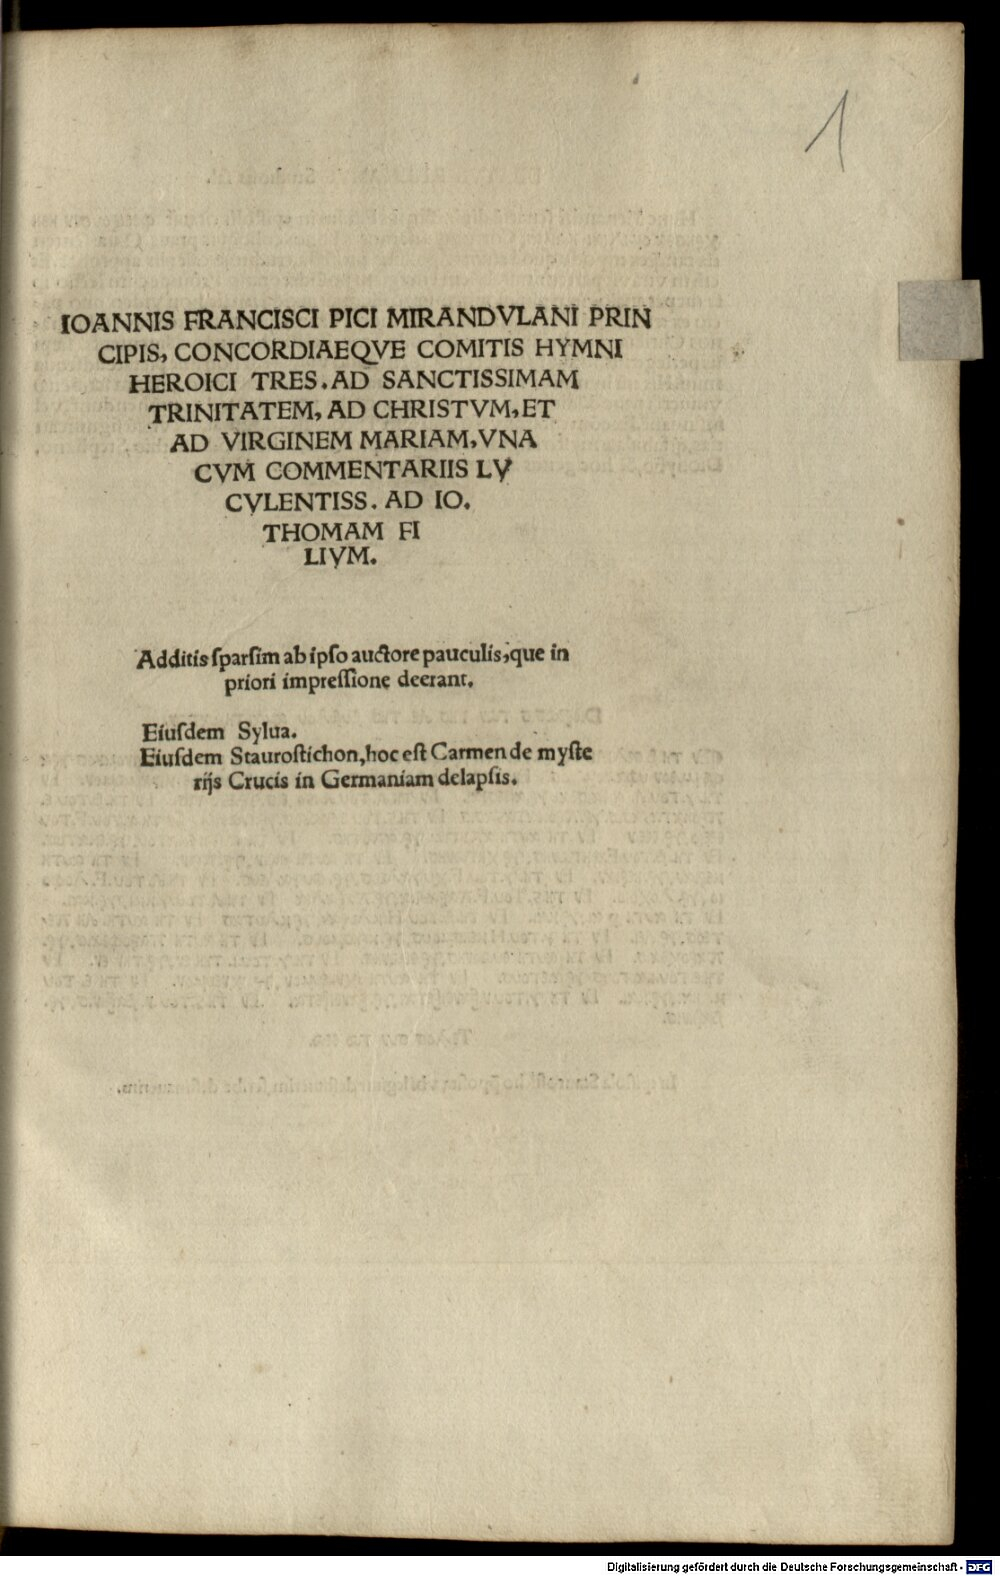 1
IOANNIS FRANCISCI PICI MIRANDVLANI PRIN
CIPIS, CONCORDIAEQVE COMITIS HYMNI
HEROICI TRES. AD SANCTISSIMAM
TRINITATEM, AD CHRISTVM, ET
AD VIRGINEM MARIAM, VNA
CVM COMMENTARIIS LV
CVLENTISS. AD IO.
THOMAM FI
LIVM.
Additis sparsim ab ipso auctore pauculis, que in
priori impressione deerant.
Eiusdem Sylua.
Eiusdem Staurostichon, hoc est Carmen de myste
rijs Crucis in Germaniam delapsis.
Digitalisierung gefördert durch die Deutsche Forschungsgemeinschaft - DFG